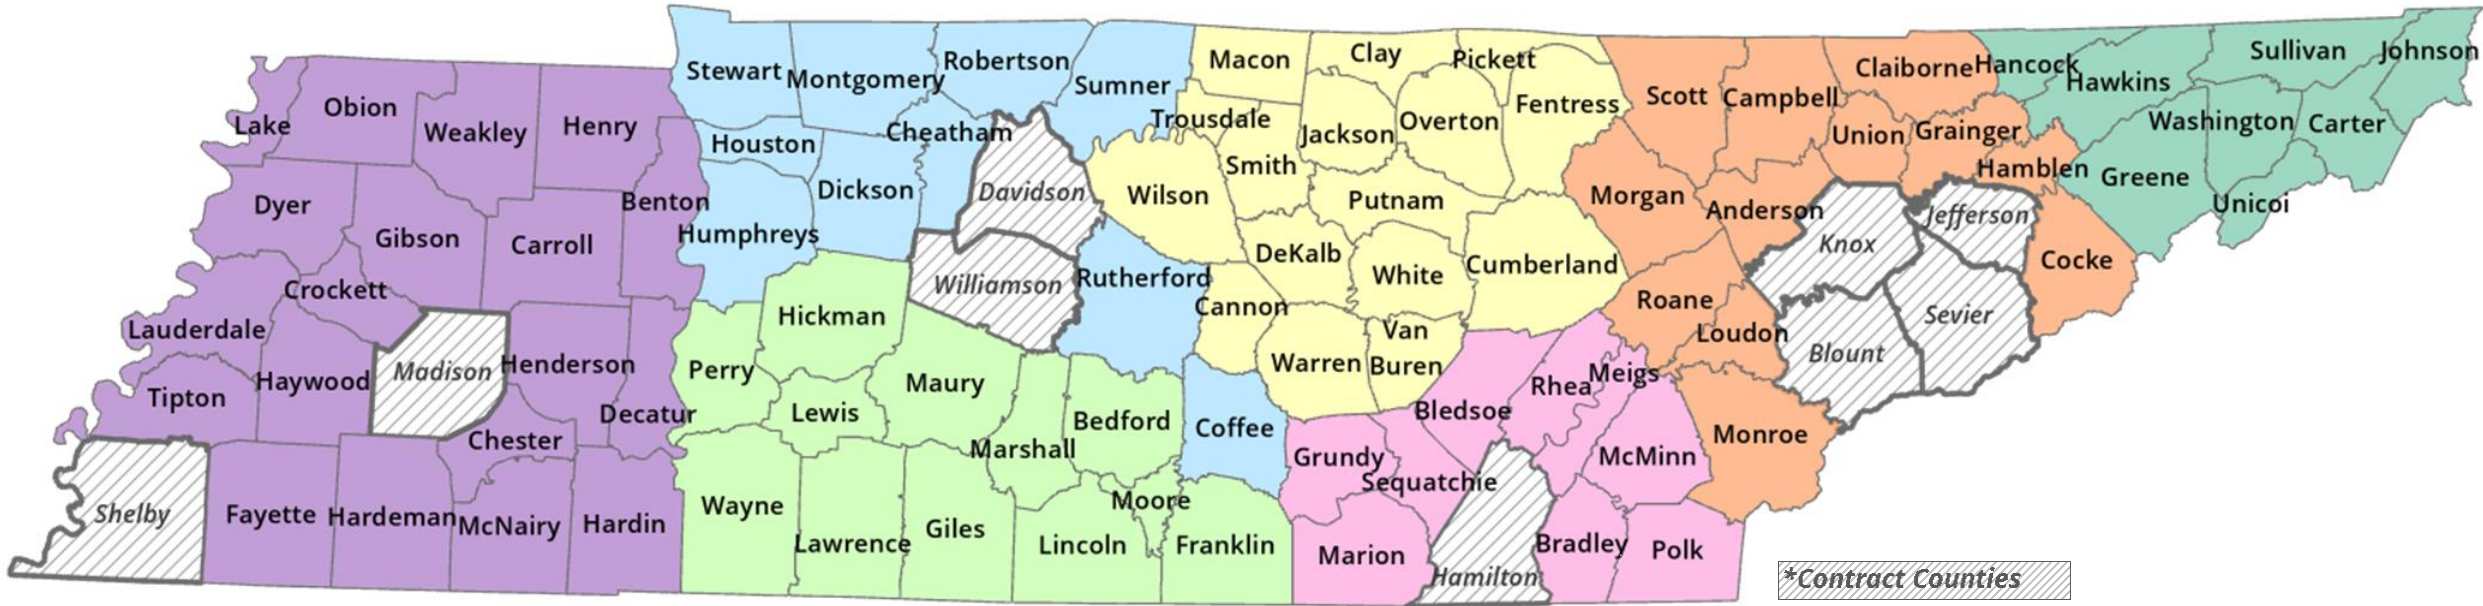 Stewart
Montgomery
Robertson
Sumner
Macon
Clay
Pickett
Fentress
Scott
Campbell
Claiborne
Hancock
Hawkins
Sullivan
Johnson
Lake
Obion
Weakley
Henry
Houston
Cheatham
Trousdale
Jackson
Overton
Union
Grainger
Washington
Carter
Dyer
Gibson
Carroll
Benton
Humphreys
Dickson
Davidson
Wilson
Smith
Putnam
Morgan
Anderson
Knox
Jefferson
Hamblen
Greene
Unicoi
Lauderdale
Crockett
Hickman
Williamson
Rutherford
Cannon
DeKalb
White
Cumberland
Roane
Loudon
Blount
Sevier
Cocke
Tipton
Haywood
Madison
Henderson
Decatur
Perry
Lewis
Maury
Marshall
Bedford
Coffee
Warren
Van
Buren
Bledsoe
Rhea
Meigs
McMinn
Monroe
Chester
Shelby
Fayette
Hardeman
McNairy
Hardin
Wayne
Lawrence
Giles
Lincoln
Moore
Franklin
Grundy
Sequatchie
Marion
Hamilton
Bradley
Polk
*Contract Counties